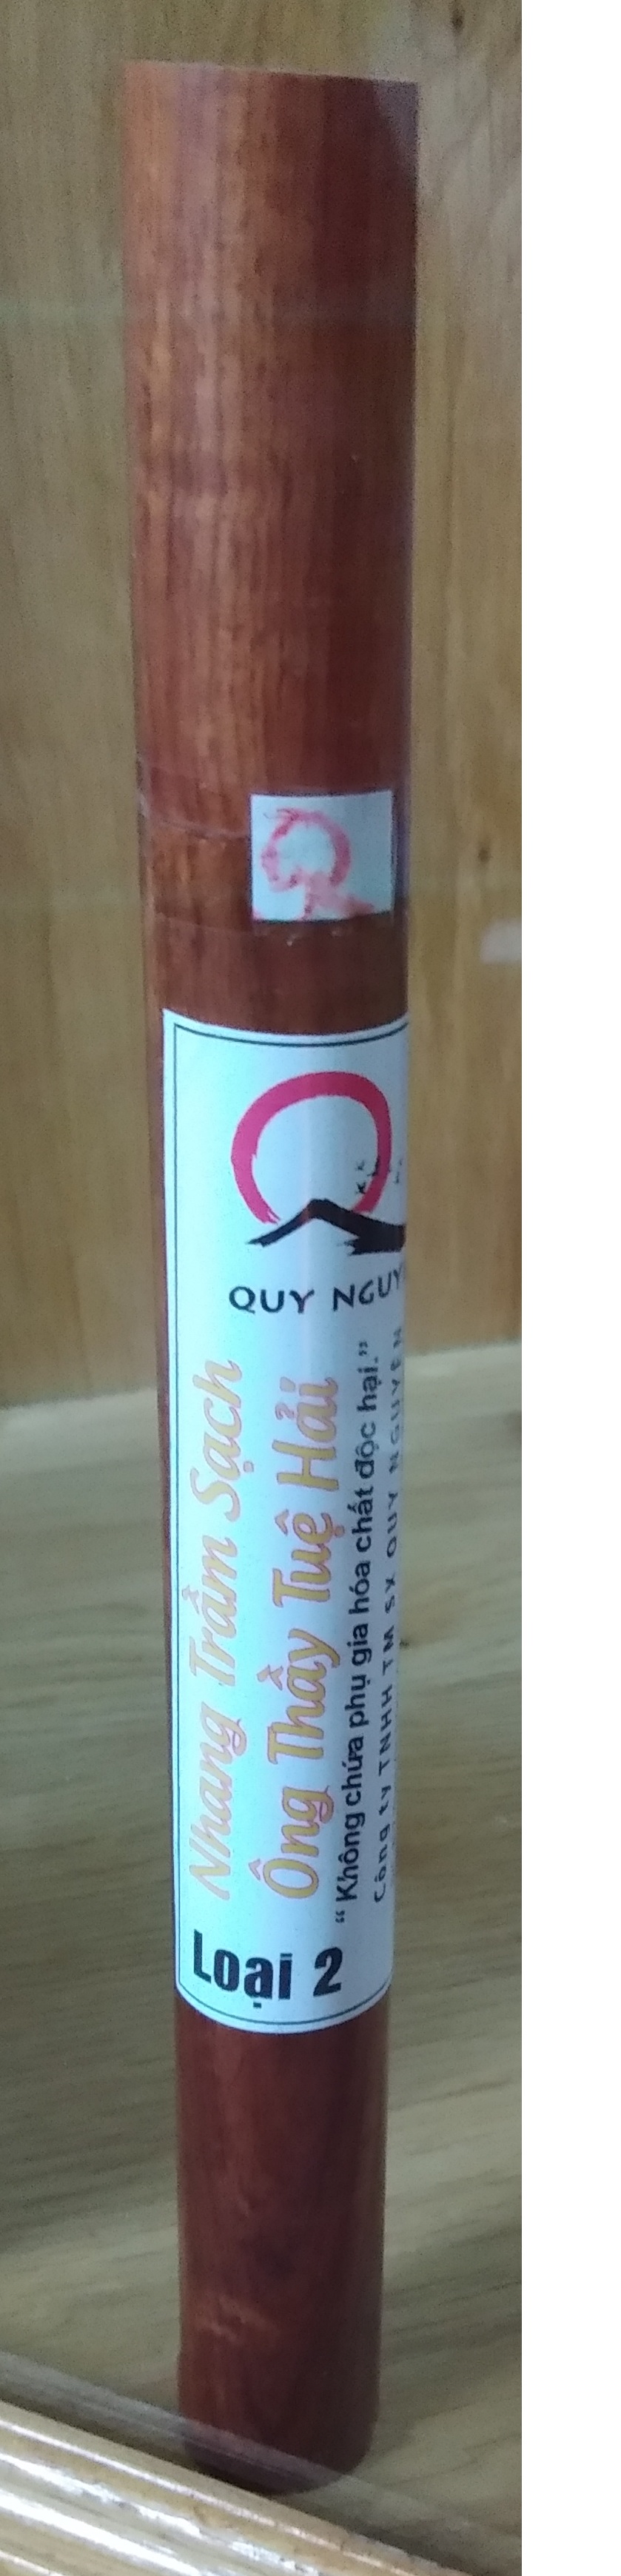 QUY NGUY
Nhang Trầm Sạch
Ông Thầy Tuệ Hải
“Không chứa phụ gia hóa chất độc hại.”
Công ty TNHH TM SX QUY NGUYÊN
Loại 2